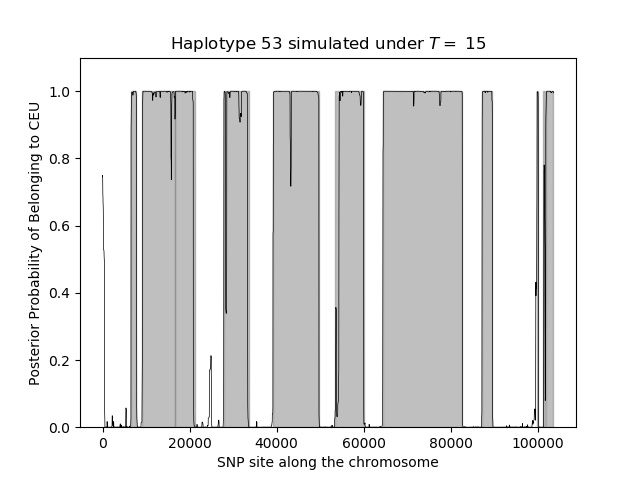 Haplotype 53 simulated under T = 15
Posterior Probability of Belonging to CEU
1.0
0.8
0.6
0.4
0.2
0.0
0 20000 40000 60000 80000 100000
SNP site along the chromosome